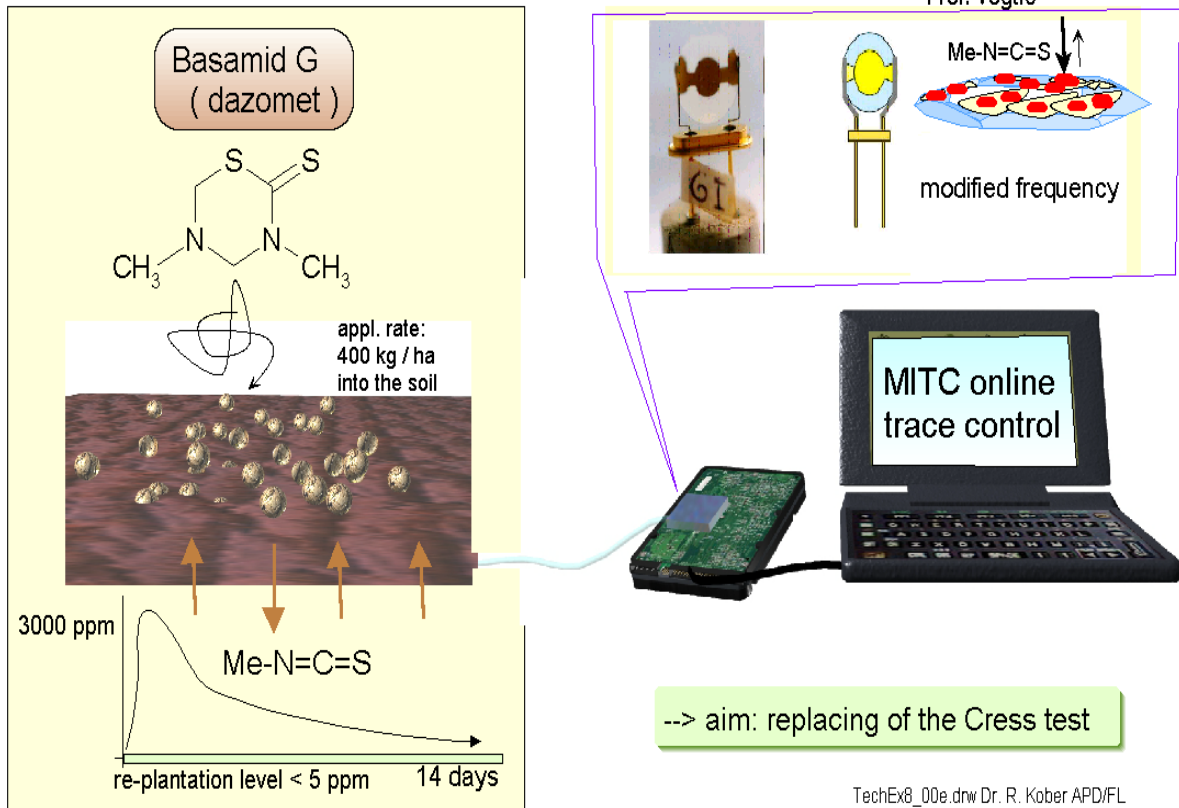 Basamid G
( dazomet )
S S
N N
CH3 CH3
appl. rate:
400 kg / ha
into the soil
3000 ppm
Me-N=C=S
re-plantation level < 5 ppm 14 days
Me-N=C=S
GI
modified frequency
MITC online
trace control
--> aim: replacing of the Cress test
TechEx8_00e.drw Dr. R. Kober APD/FL